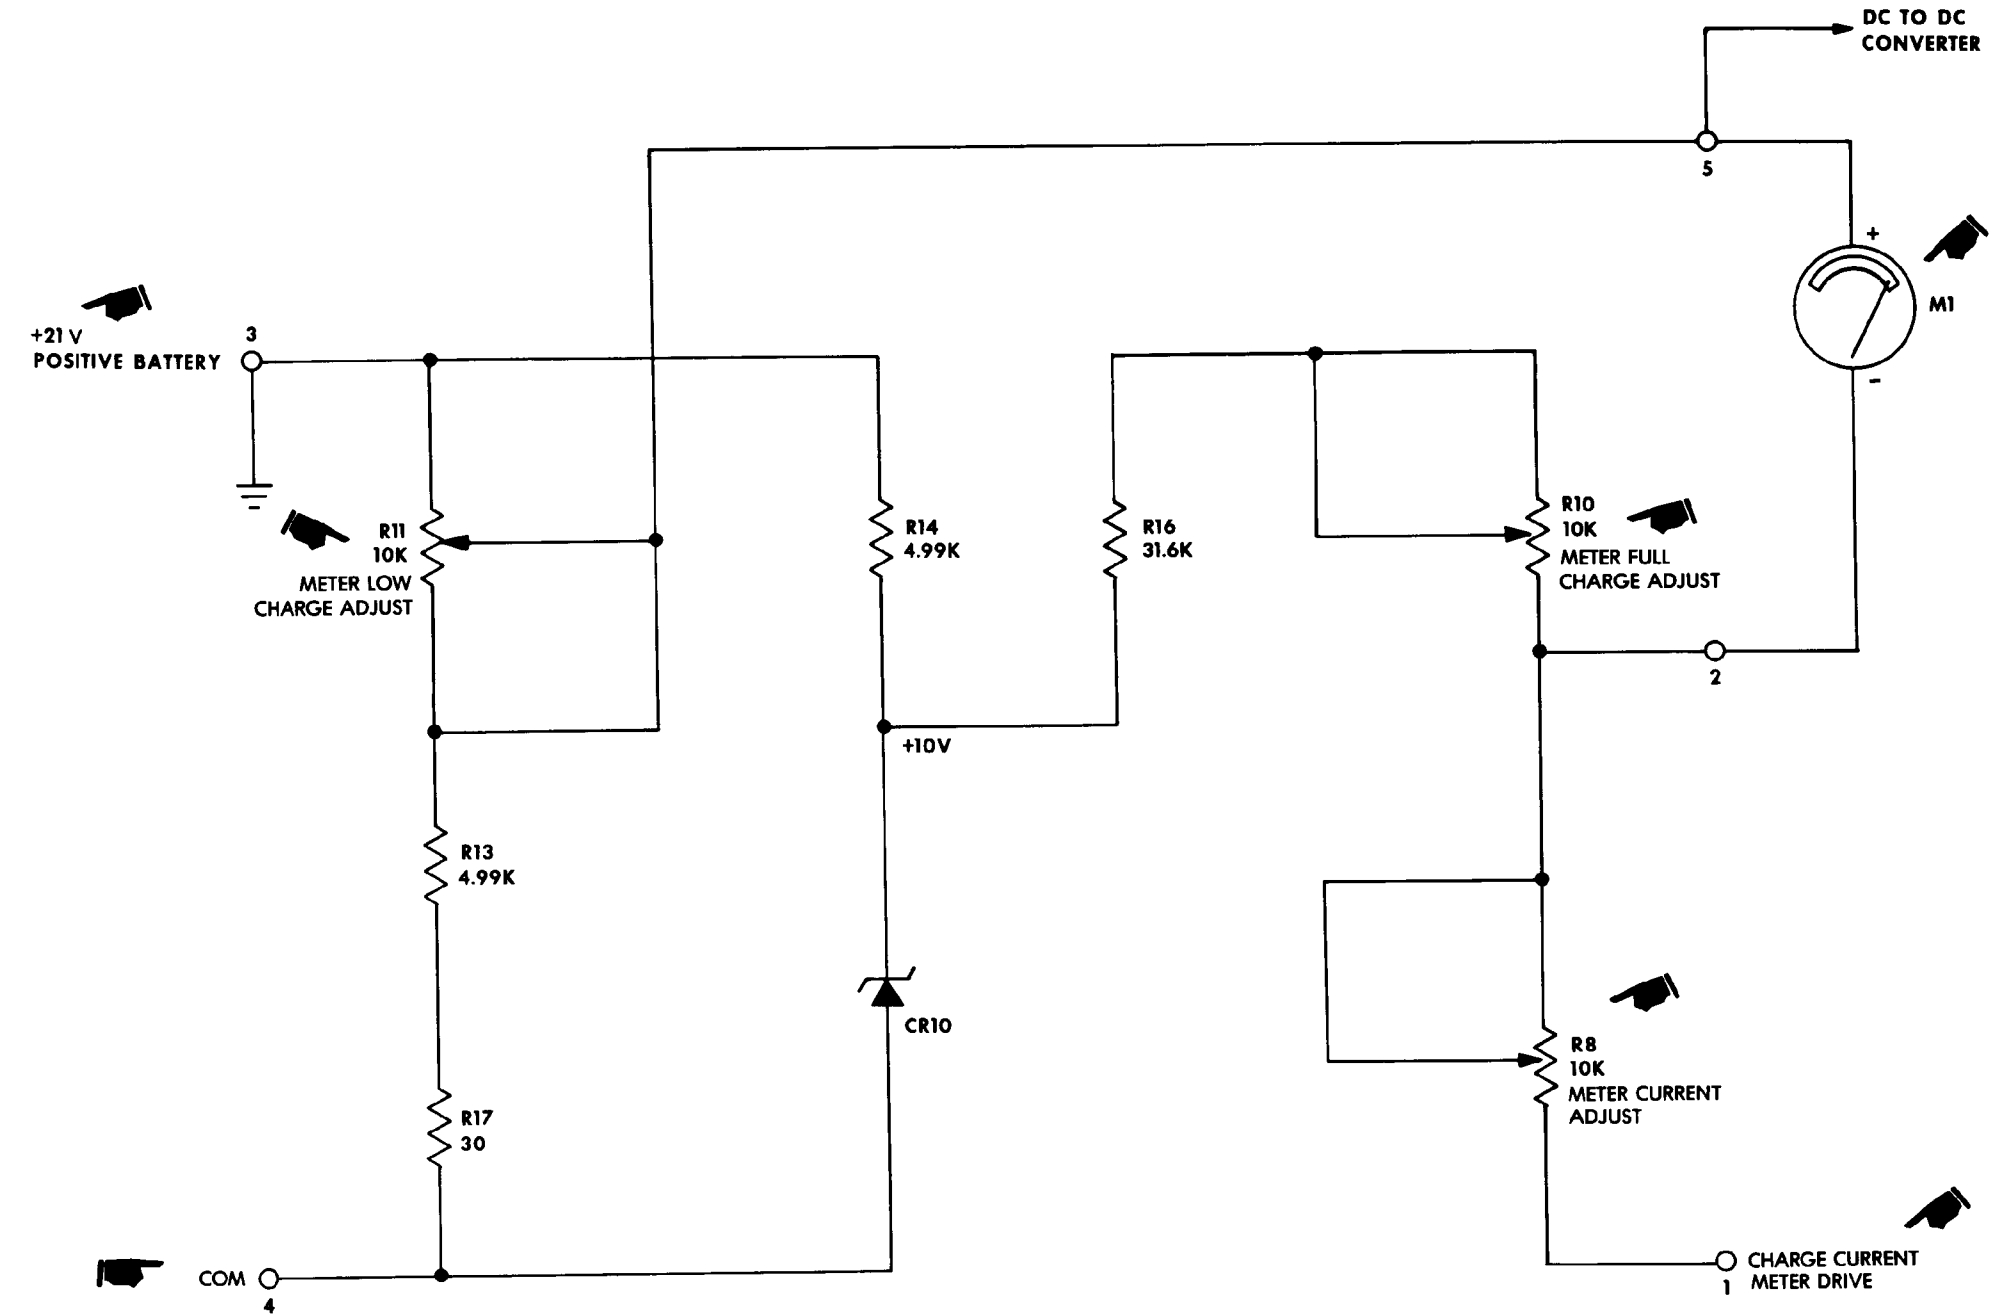 DC TO DC
CONVERTER
5
+
M1
-
+21 V
POSITIVE BATTERY
3
R11
10K
METER LOW
CHARGE ADJUST
R14
4.99K
R16
31.6K
R10
10K
METER FULL
CHARGE ADJUST
2
+10V
R13
4.99K
CR10
R8
10K
METER CURRENT
ADJUST
R17
30
COM
4
CHARGE CURRENT
METER DRIVE
1